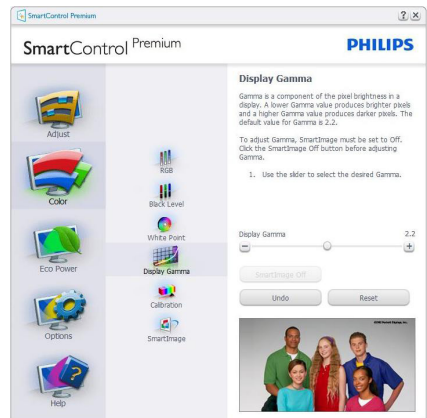 SmartControl Premium
SmartControl Premium
PHILIPS
Adjust
Color
Eco Power
Options
Help
RGB
Black Level
White Point
Display Gamma
Calibration
SmartImage
Display Gamma
Gamma is a component of the pixel brightness in a
display. A lower Gamma value produces brighter pixels
and a higher Gamma value produces darker pixels. The
default value for Gamma is 2.2.
To adjust Gamma, SmartImage must be set to Off.
Click the SmartImage Off button before adjusting
Gamma.
1. Use the slider to select the desired Gamma.
Display Gamma 2.2
SmartImage Off
Undo
Reset